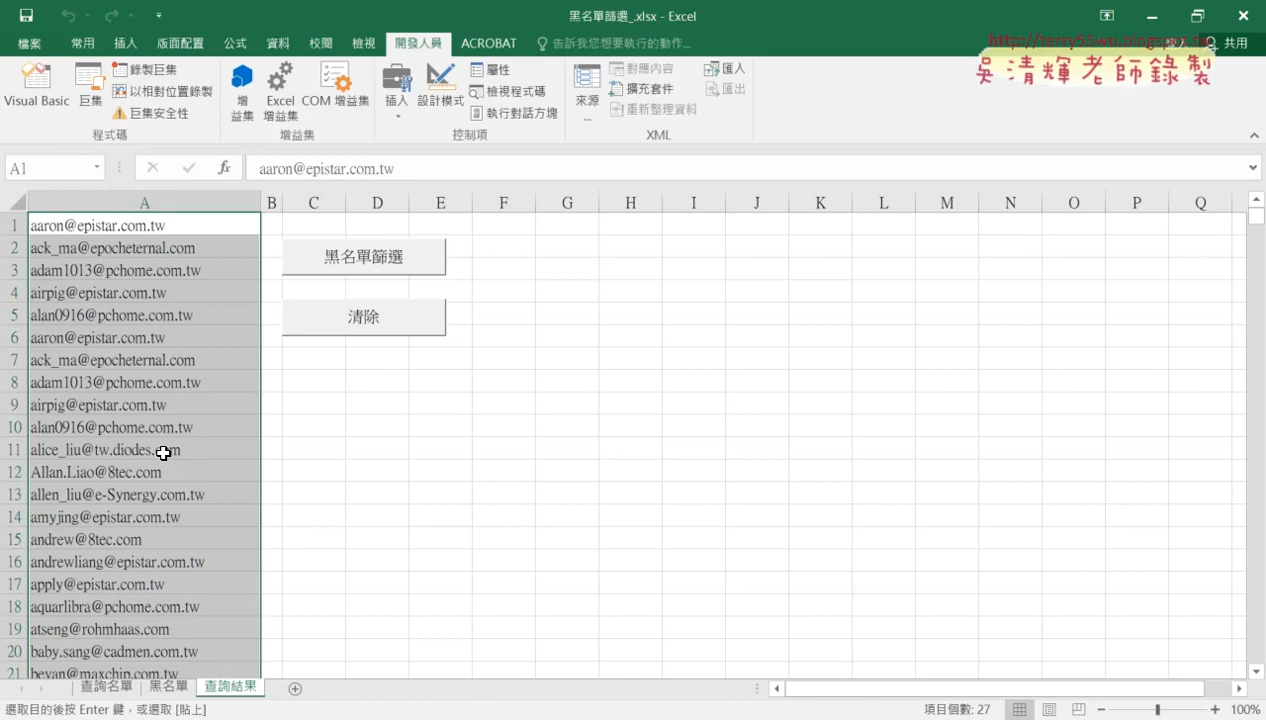 黑名單篩選_.xlsx - Excel
檔案 常用 插入 版面配置 公式 資料 校閱 檢視 開發人員 ACROBAT 告訴我您想要執行的動作... 共用
http://terry55wu.blogspot.tw
吳清輝老師錄製
Visual Basic 巨集 錄製巨集 以相對位置錄製 巨集安全性
增益集 Excel 增益集 COM 增益集
插入 設計模式 屬性 檢視程式碼 執行對話方塊
來源... 對應內容 擴充套件 重新整理資料 匯入 匯出
程式碼 增益集 控制項 XML
A1 fx aaron@epistar.com.tw
A B C D E F G H I J K L M N O P Q
1 aaron@epistar.com.tw
2 ack_ma@epocheternal.com
黑名單篩選
3 adam1013@pchome.com.tw
4 airpig@epistar.com.tw
5 alan0916@pchome.com.tw
清除
6 aaron@epistar.com.tw
7 ack_ma@epocheternal.com
8 adam1013@pchome.com.tw
9 airpig@epistar.com.tw
10 alan0916@pchome.com.tw
11 alice_liu@tw.diodes.com
12 Allan.Liao@8tec.com
13 allen_liu@e-Synergy.com.tw
14 amyjing@epistar.com.tw
15 andrew@8tec.com
16 andrewliang@epistar.com.tw
17 apply@epistar.com.tw
18 aquarlibra@pchome.com.tw
19 atseng@rohmhaas.com
20 baby.sang@cadmen.com.tw
21 bevan@maxchip.com.tw
查詢名單 黑名單 查詢結果
選取目的後按 Enter 鍵，或選取 [貼上] 項目個數: 27 100%